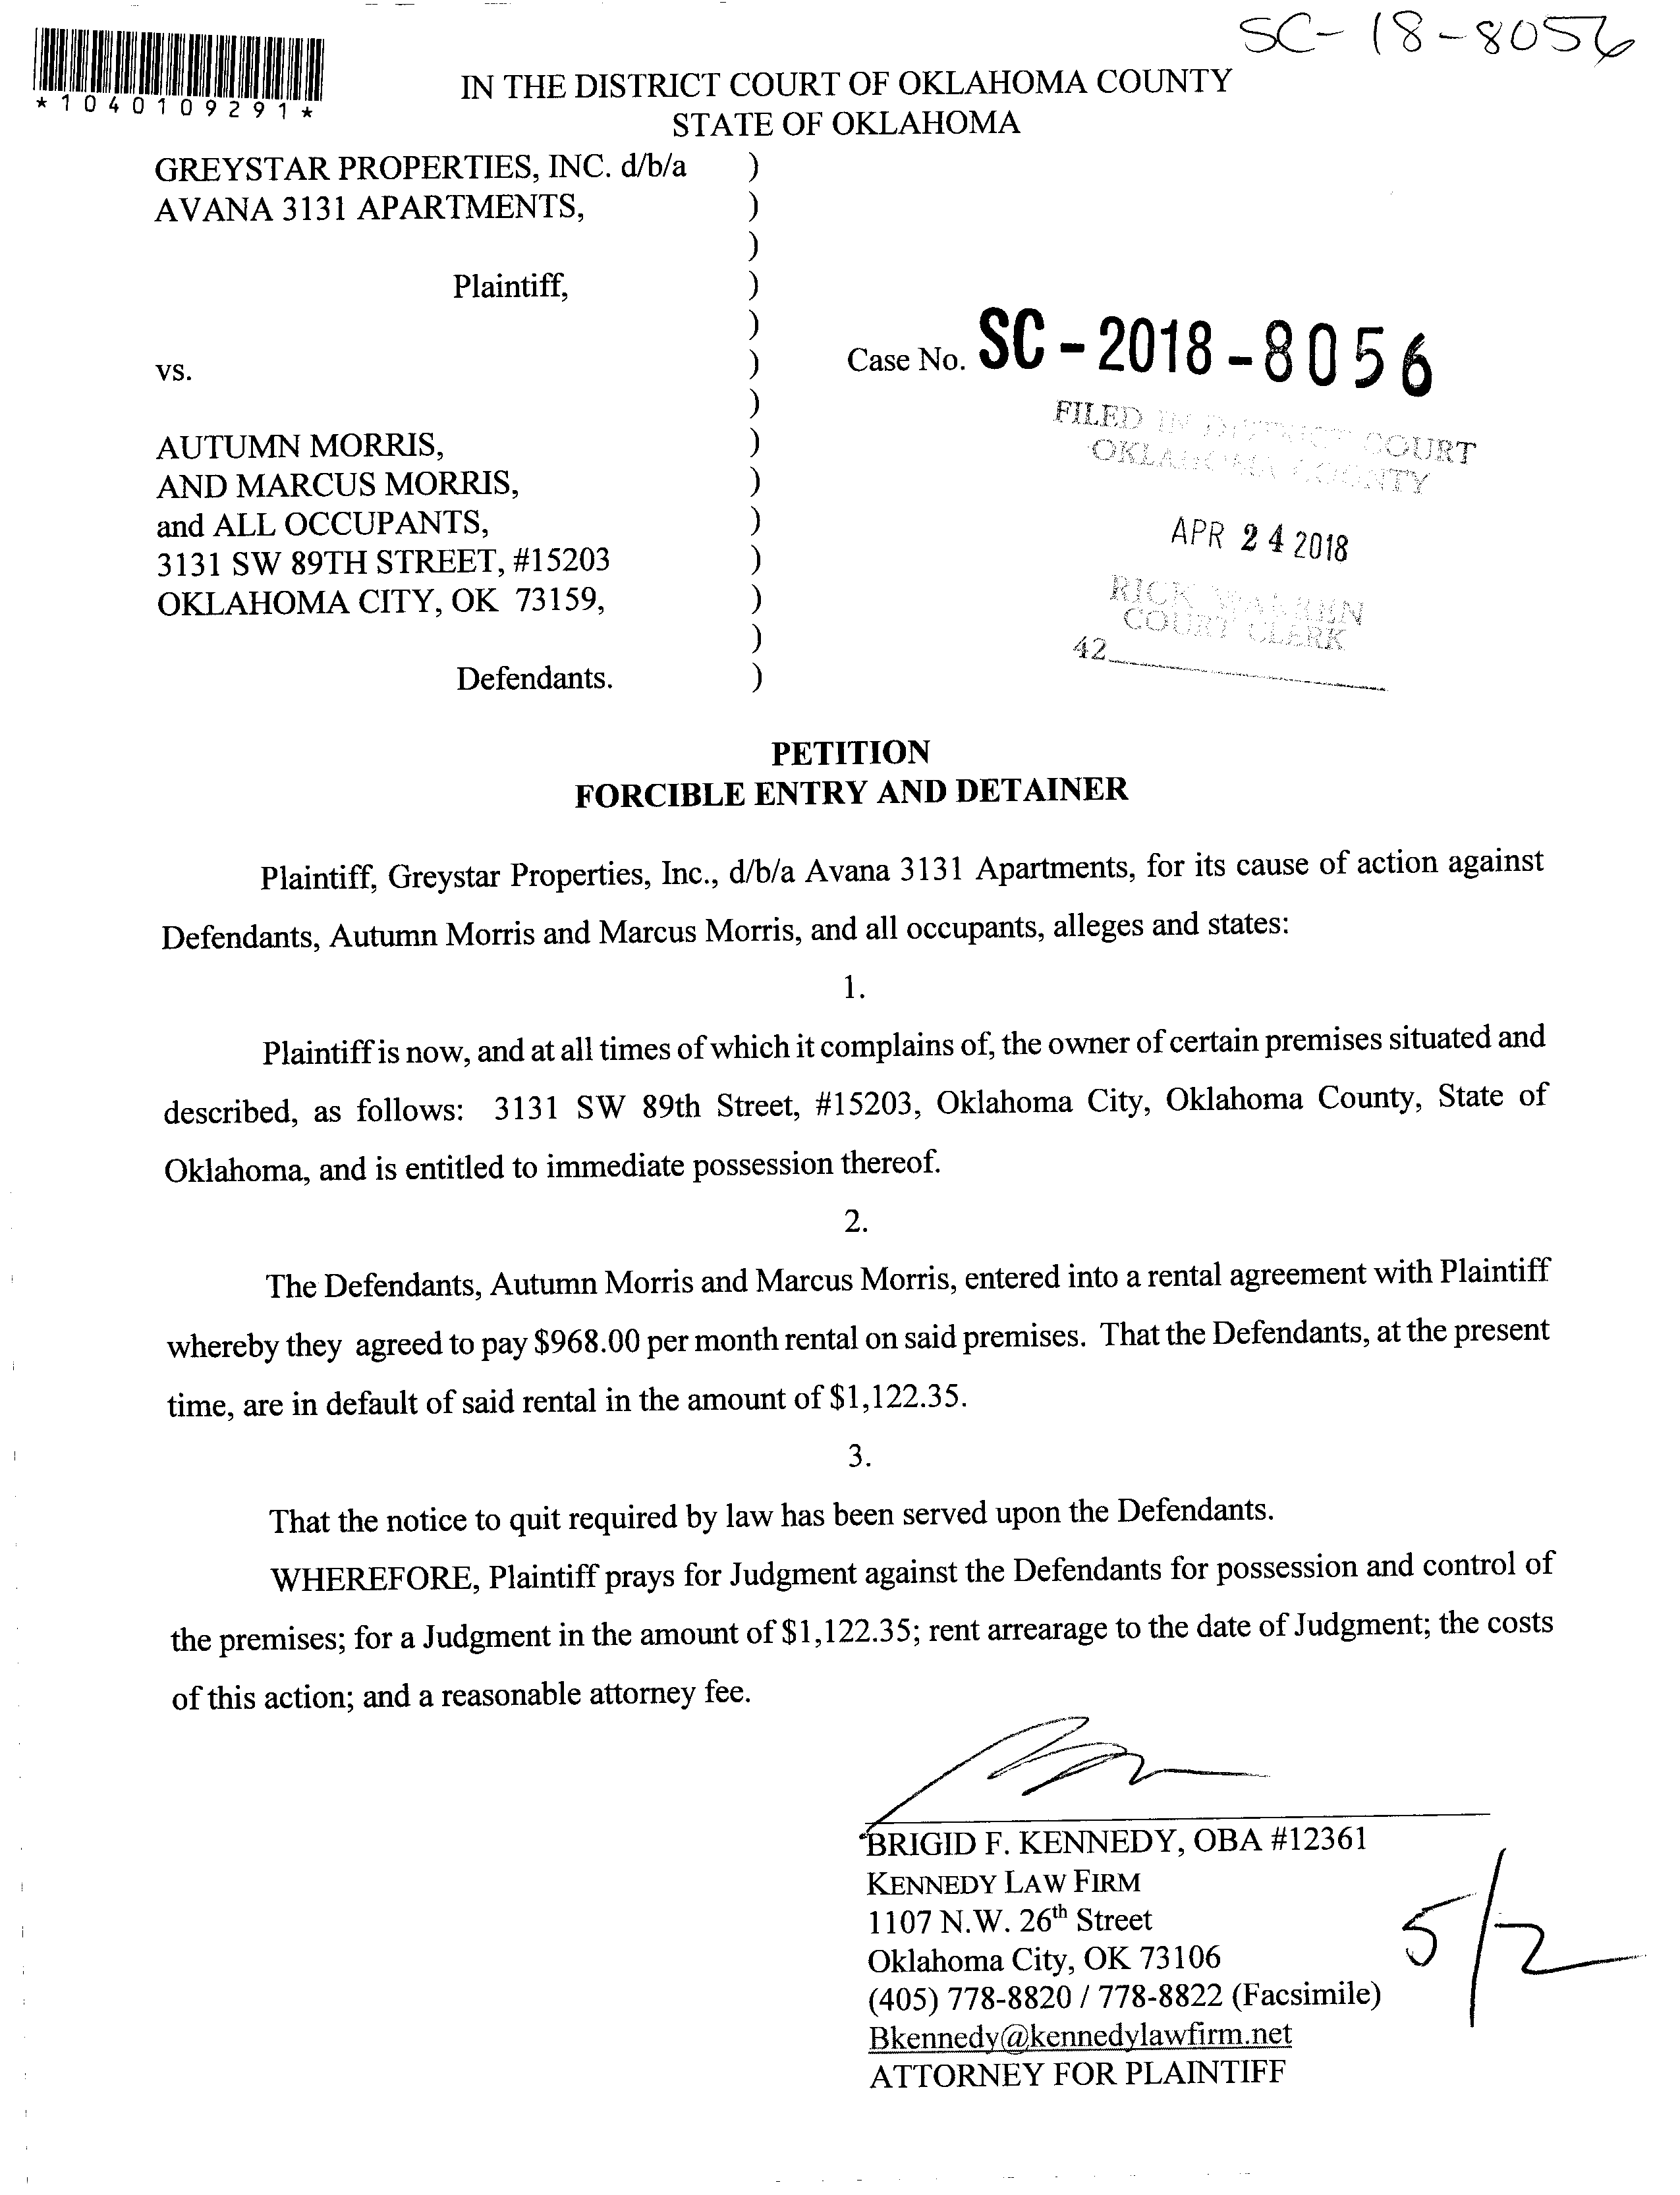 SC-18-8056
*1040109291*
IN THE DISTRICT COURT OF OKLAHOMA COUNTY
STATE OF OKLAHOMA
GREYSTAR PROPERTIES, INC. d/b/a )
AVANA 3131 APARTMENTS, )
)
Plaintiff, )
)
vs. ) Case No. SC-2018-8056
)
AUTUMN MORRIS, )
AND MARCUS MORRIS, )
and ALL OCCUPANTS, )
3131 SW 89TH STREET, #15203 )
OKLAHOMA CITY, OK 73159, )
)
Defendants. )
FILED IN DISTRICT COURT
OKLAHOMA COUNTY
APR 24 2018
RICK WARREN
COURT CLERK
42
PETITION
FORCIBLE ENTRY AND DETAINER
Plaintiff, Greystar Properties, Inc., d/b/a Avana 3131 Apartments, for its cause of action against
Defendants, Autumn Morris and Marcus Morris, and all occupants, alleges and states:
1.
Plaintiff is now, and at all times of which it complains of, the owner of certain premises situated and
described, as follows: 3131 SW 89th Street, #15203, Oklahoma City, Oklahoma County, State of
Oklahoma, and is entitled to immediate possession thereof.
2.
The Defendants, Autumn Morris and Marcus Morris, entered into a rental agreement with Plaintiff
whereby they agreed to pay $968.00 per month rental on said premises. That the Defendants, at the present
time, are in default of said rental in the amount of $1,122.35.
3.
That the notice to quit required by law has been served upon the Defendants.
WHEREFORE, Plaintiff prays for Judgment against the Defendants for possession and control of
the premises; for a Judgment in the amount of $1,122.35; rent arrearage to the date of Judgment; the costs
of this action; and a reasonable attorney fee.
BRIGID F. KENNEDY, OBA #12361
KENNEDY LAW FIRM
1107 N.W. 26th Street
Oklahoma City, OK 73106
(405) 778-8820 / 778-8822 (Facsimile)
Bkennedy@kennedylawfirm.net
ATTORNEY FOR PLAINTIFF
5/2